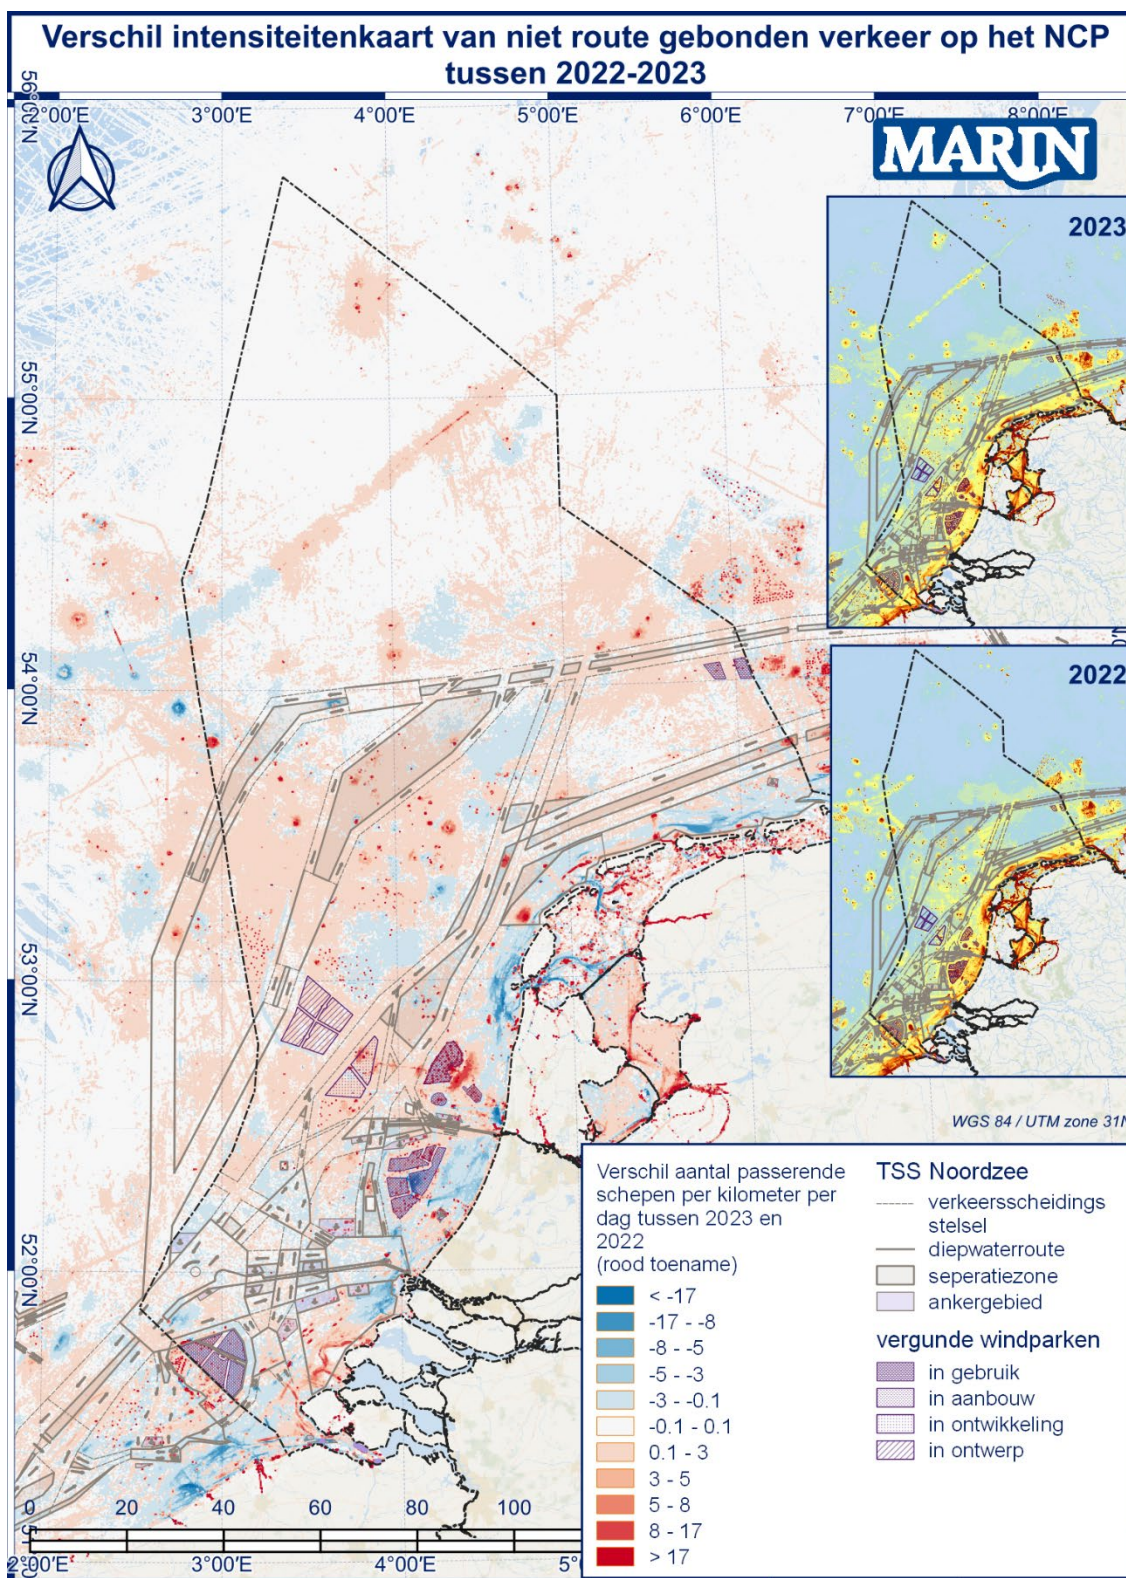 Verschil intensiteitenkaart van niet route gebonden verkeer op het NCP
tussen 2022-2023
2°00'E 3°00'E 4°00'E 5°00'E 6°00'E 7°00'E 8°00'E
56°00'N
MARIN
2023
55°00'N
54°00'N
2022
53°00'N
WGS 84 / UTM zone 31N
52°00'N
Verschil aantal passerende
schepen per kilometer per
dag tussen 2023 en
2022
(rood toename)
< -17
-17 - -8
-8 - -5
-5 - -3
-3 - -0.1
-0.1 - 0.1
0.1 - 3
3 - 5
5 - 8
8 - 17
> 17
TSS Noordzee
verkeersscheidings
stelsel
diepwaterroute
seperatiezone
ankergebied
vergunde windparken
in gebruik
in aanbouw
in ontwikkeling
in ontwerp
0 20 40 60 80 100
2°00'E 3°00'E 4°00'E